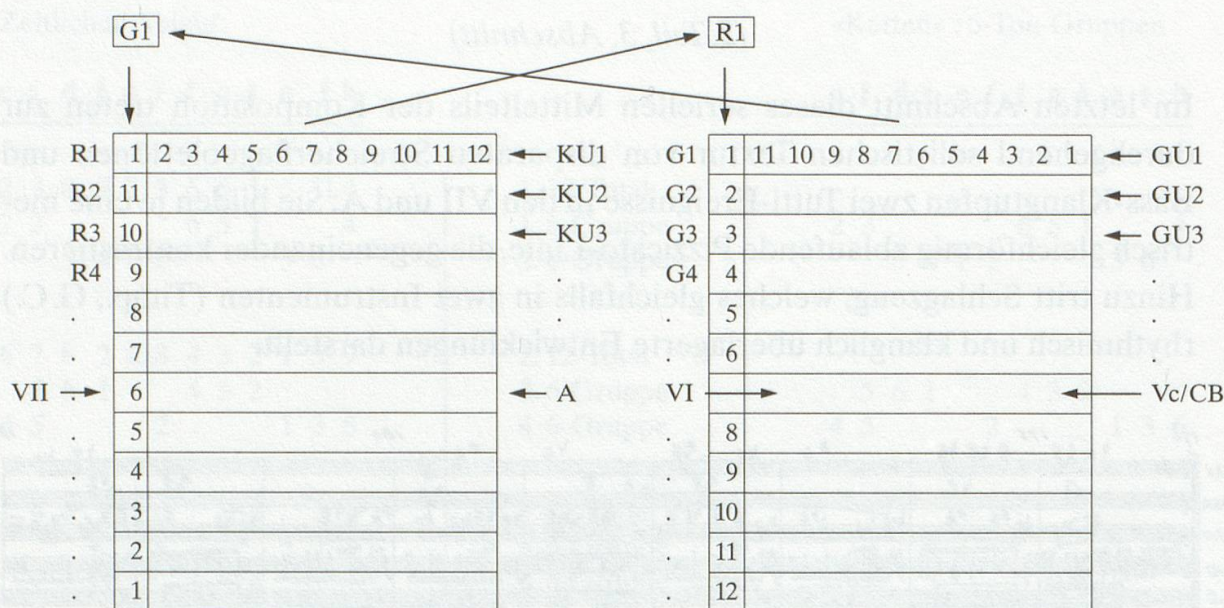 G1 R1
R1 1 2 3 4 5 6 7 8 9 10 11 12 KU1 G1 1 11 10 9 8 7 6 5 4 3 2 1 GU1
R2 11 KU2 G2 2 GU2
R3 10 KU3 G3 3 GU3
R4 9 G4 4
. 8 . . 5 .
. 7 . . 6 .
VII 6 A VI Vc/CB
. 5 . 8
. 4 . 9
. 3 . 10
. 2 . 11
. 1 . 12